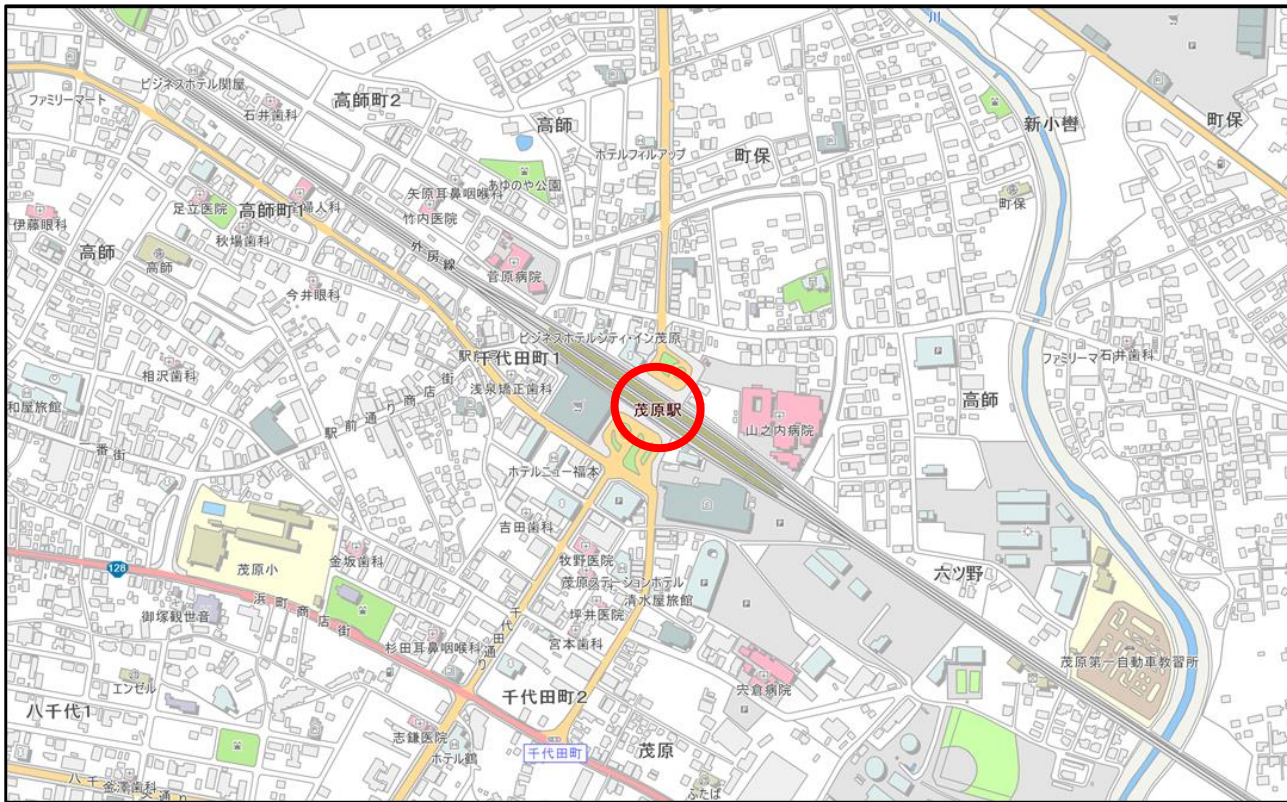 川
ビジネスホテル関屋
ファミリーマート
石井歯科
高師町2
高師
ホテルフィルアップ
町保
新小轡
町保
矢原耳鼻咽喉科
あゆのや公園
竹内医院
町保
足立医院
高師町1
婦人科
伊藤眼科
秋場歯科
高師
高師
外房線
菅原病院
今井眼科
ビジネスホテルシティ・イン茂原
千代田町1
相沢歯科
浅泉矯正歯科
ファミリーマ
石井歯科
高師
和屋旅館
駅前通り商店街
茂原駅
山之内病院
一番街
ホテルニュー福本
吉田歯科
牧野医院
茂原小
金坂歯科
128
茂原ステーションホテル
清水屋旅館
六ツ野
御塚観世音
浜町商店街
坪井医院
千代田通り
杉田耳鼻咽喉科
宮本歯科
茂原第一自動車教習所
エンゼル
宍倉病院
千代田町2
八千代1
志鎌医院
千代田町
茂原
ホテル鶴
金澤歯科
ふたば